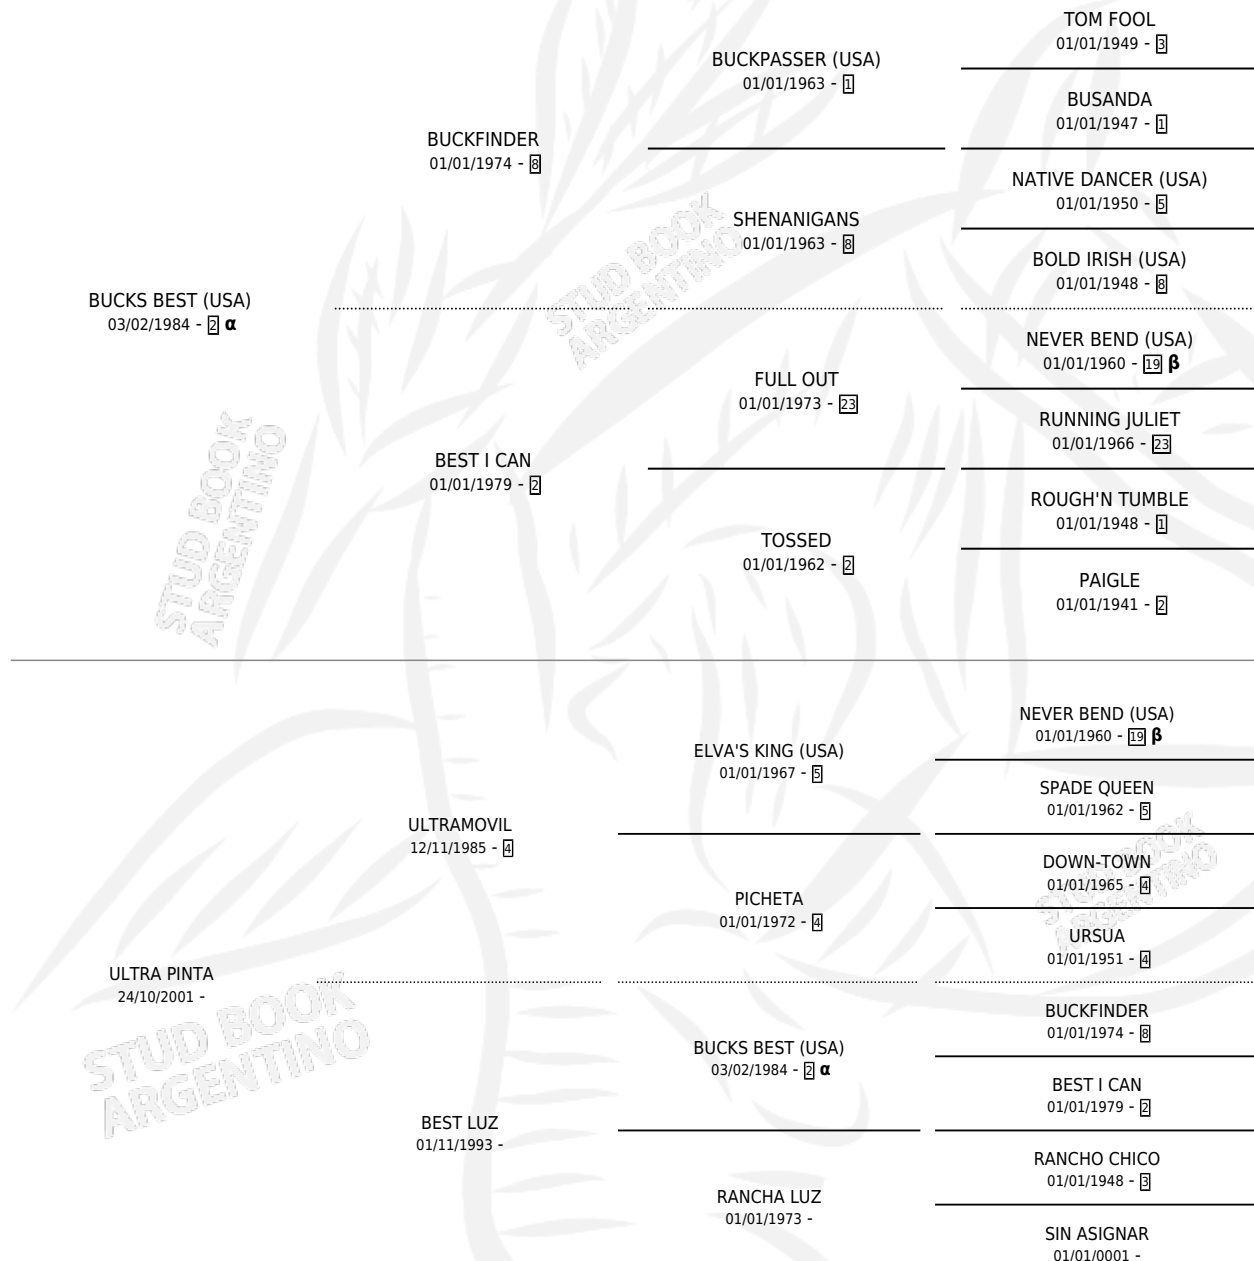 TOM FOOL
01/01/1949 - 3
BUCKPASSER (USA)
01/01/1963 - 1
BUSANDA
01/01/1947 - 1
BUCKFINDER
01/01/1974 - 8
NATIVE DANCER (USA)
01/01/1950 - 5
SHENANIGANS
01/01/1963 - 8
BOLD IRISH (USA)
01/01/1948 - 8
BUCKS BEST (USA)
03/02/1984 - 2 α
NEVER BEND (USA)
01/01/1960 - 19 β
FULL OUT
01/01/1973 - 23
RUNNING JULIET
01/01/1966 - 23
BEST I CAN
01/01/1979 - 2
ROUGH'N TUMBLE
01/01/1948 - 1
TOSSED
01/01/1962 - 2
PAIGLE
01/01/1941 - 2
NEVER BEND (USA)
01/01/1960 - 19 β
ELVA'S KING (USA)
01/01/1967 - 5
SPADE QUEEN
01/01/1962 - 5
ULTRAMOVIL
12/11/1985 - 4
DOWN-TOWN
01/01/1965 - 4
PICHETA
01/01/1972 - 4
URSUA
01/01/1951 - 4
ULTRA PINTA
24/10/2001 -
BUCKFINDER
01/01/1974 - 8
BUCKS BEST (USA)
03/02/1984 - 2 α
BEST I CAN
01/01/1979 - 2
BEST LUZ
01/11/1993 -
RANCHO CHICO
01/01/1948 - 3
RANCHA LUZ
01/01/1973 -
SIN ASIGNAR
01/01/0001 -
STUD BOOK
ARGENTINO
STUD BOOK
ARGENTINO
STUD BOOK
ARGENTINO
STUD BOOK
ARGENTINO